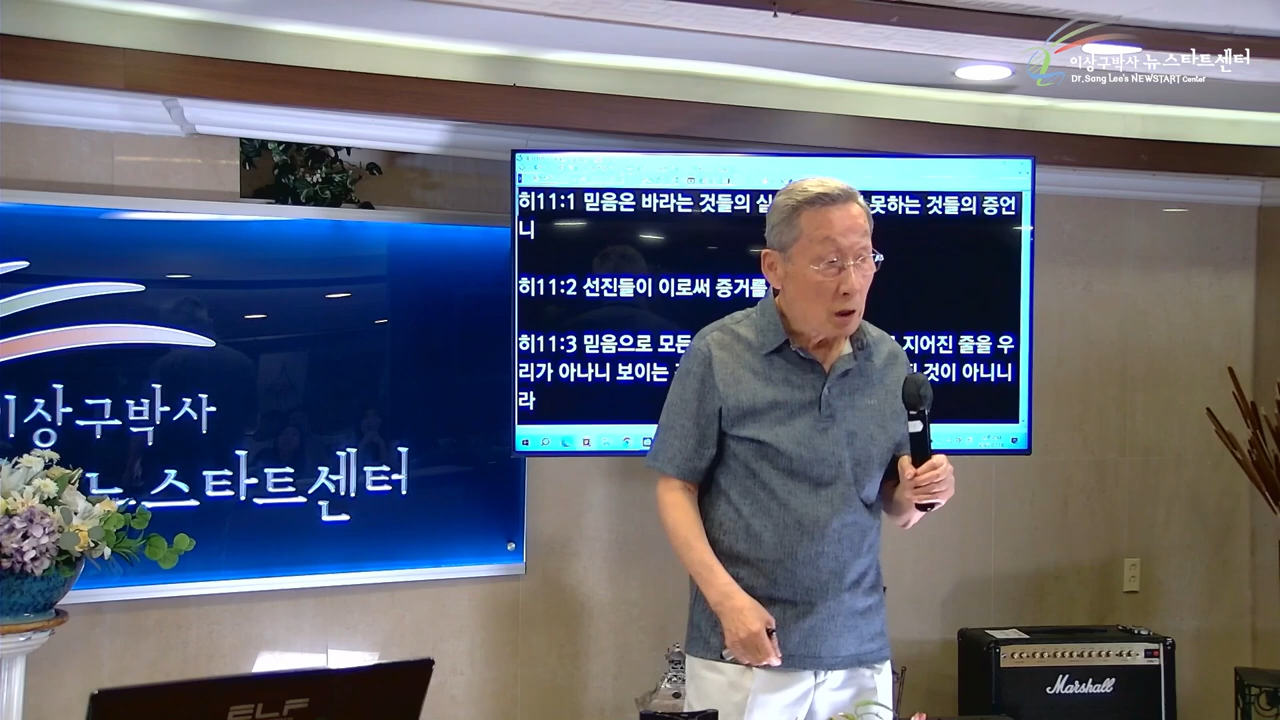 이상구박사 뉴스타트센터
Dr. Sang Lee's NEWSTART Center
히11:1 믿음은 바라는 것들의 못하는 것들의 증언
니
히11:2 선진들이 이로써 증거를
히11:3 믿음으로 모든 지어진 줄을 우
리가 아나니 보이는 것이 아니니
라
이상구박사
뉴스타트센터
Marshall
ELF